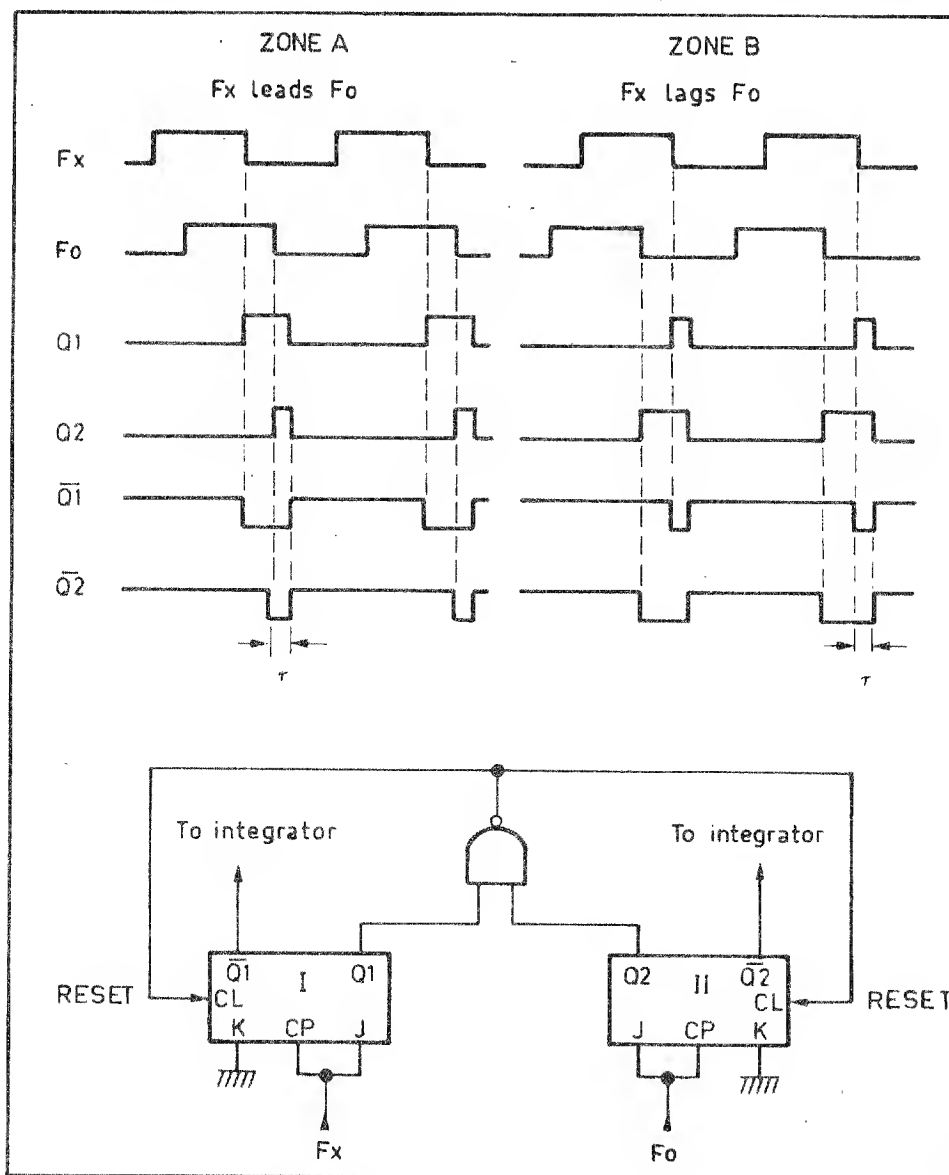 ZONE A ZONE B
Fx leads Fo Fx lags Fo
Fx
Fo
Q1
Q2
Q̅1̅
Q̅2̅
τ τ
To integrator To integrator
Q̅1̅ I Q1 Q2 II Q̅2̅
RESET CL CL RESET
K CP J J CP K
Fx Fo